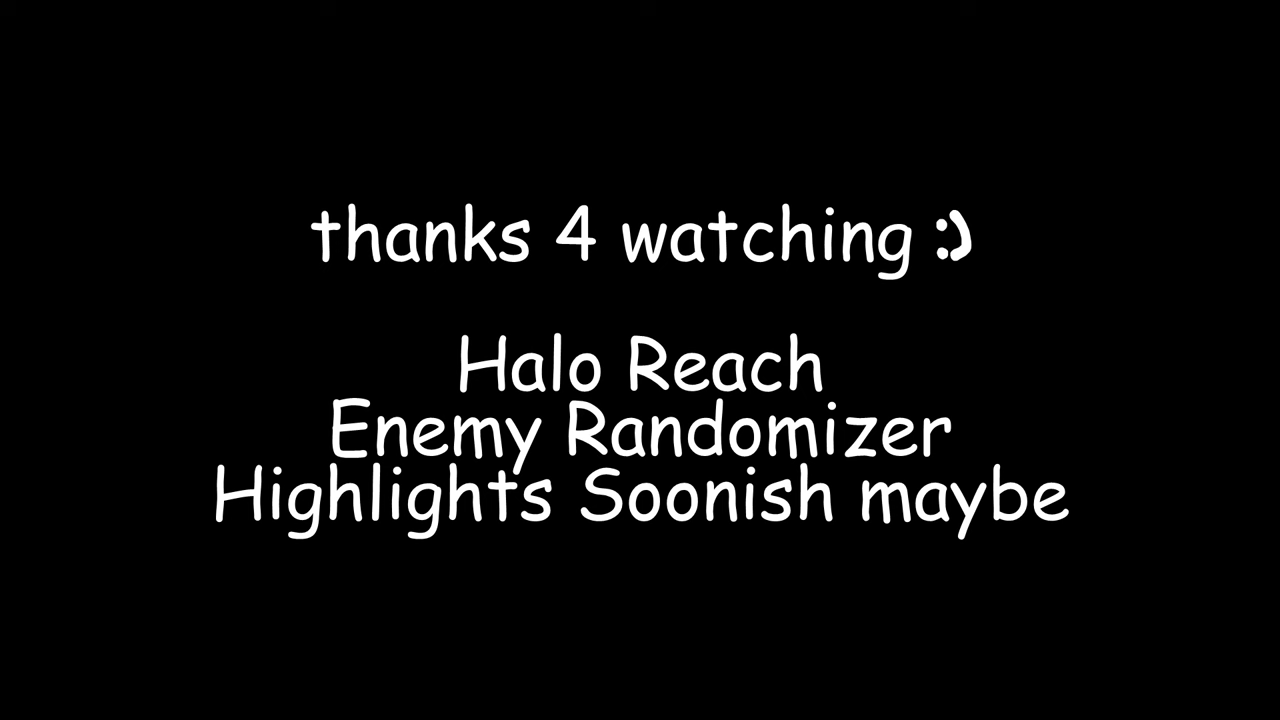 thanks 4 watching :)
Halo Reach
Enemy Randomizer
Highlights Soonish maybe